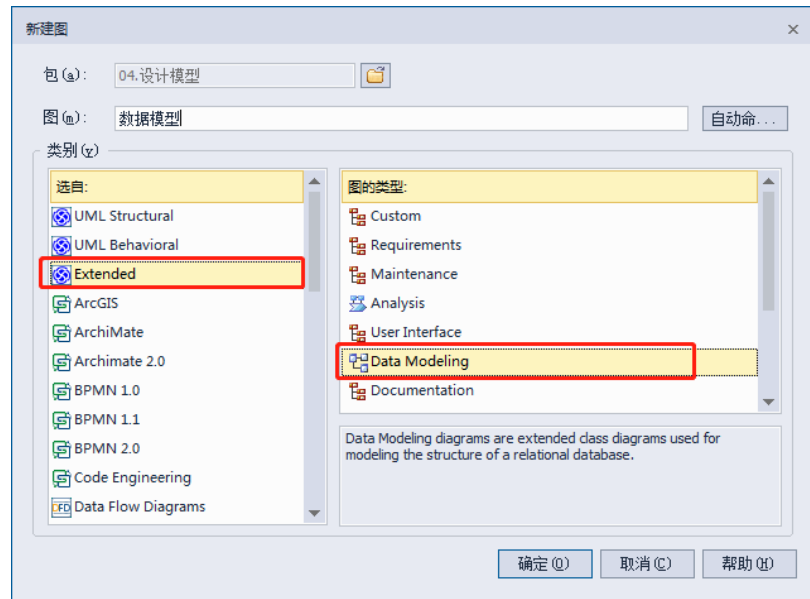 新建图
包(a): 04.设计模型
图(m): 数据模型 自动命...
类别(y)
选自:
UML Structural
UML Behavioral
Extended
ArcGIS
ArchiMate
Archimate 2.0
BPMN 1.0
BPMN 1.1
BPMN 2.0
Code Engineering
DFD Data Flow Diagrams
图的类型:
Custom
Requirements
Maintenance
Analysis
User Interface
Data Modeling
Documentation
Data Modeling diagrams are extended class diagrams used for
modeling the structure of a relational database.
确定(O) 取消(C) 帮助(H)